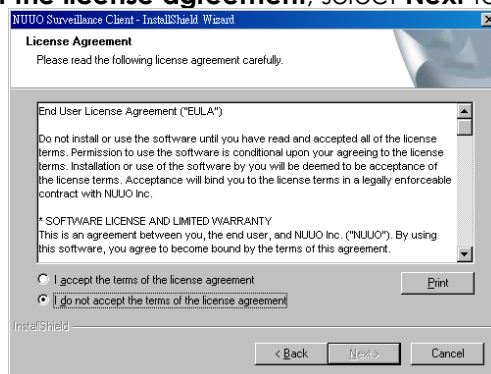 the license agreement, select Next
NUUO Surveillance Client - InstallShield Wizard
License Agreement
Please read the following license agreement carefully.
End User License Agreement ("EULA")
Do not install or use the software until you have read and accepted all of the license
terms. Permission to use the software is conditional upon your agreeing to the license
terms. Installation or use of the software by you will be deemed to be acceptance of
the license terms. Acceptance will bind you to the license terms in a legally enforceable
contract with NUUO Inc.
* SOFTWARE LICENSE AND LIMITED WARRANTY
This is an agreement between you, the end user, and NUUO Inc. ("NUUO"). By using
this software, you agree to become bound by the terms of this agreement.
I accept the terms of the license agreement
Print
I do not accept the terms of the license agreement
InstallShield
< Back
Next >
Cancel